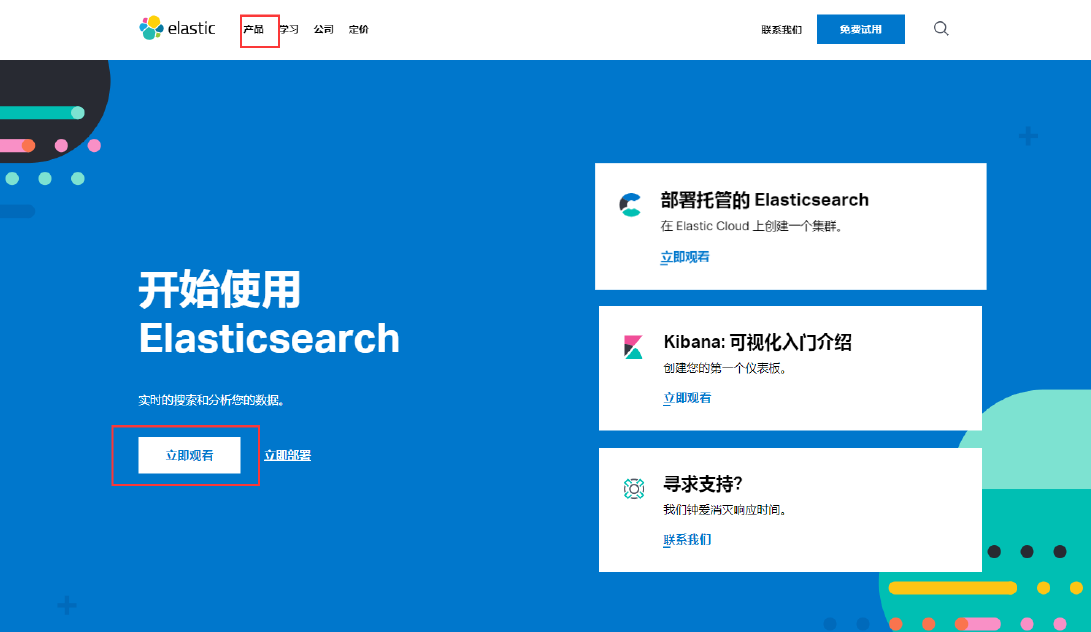 elastic 产品 学习 公司 定价 联系我们 免费试用
开始使用
Elasticsearch
实时的搜索和分析您的数据。
立即观看 立即部署
部署托管的 Elasticsearch
在 Elastic Cloud 上创建一个集群。
立即观看
Kibana: 可视化入门介绍
创建您的第一个仪表板。
立即观看
寻求支持?
我们钟爱消灭响应时间。
联系我们